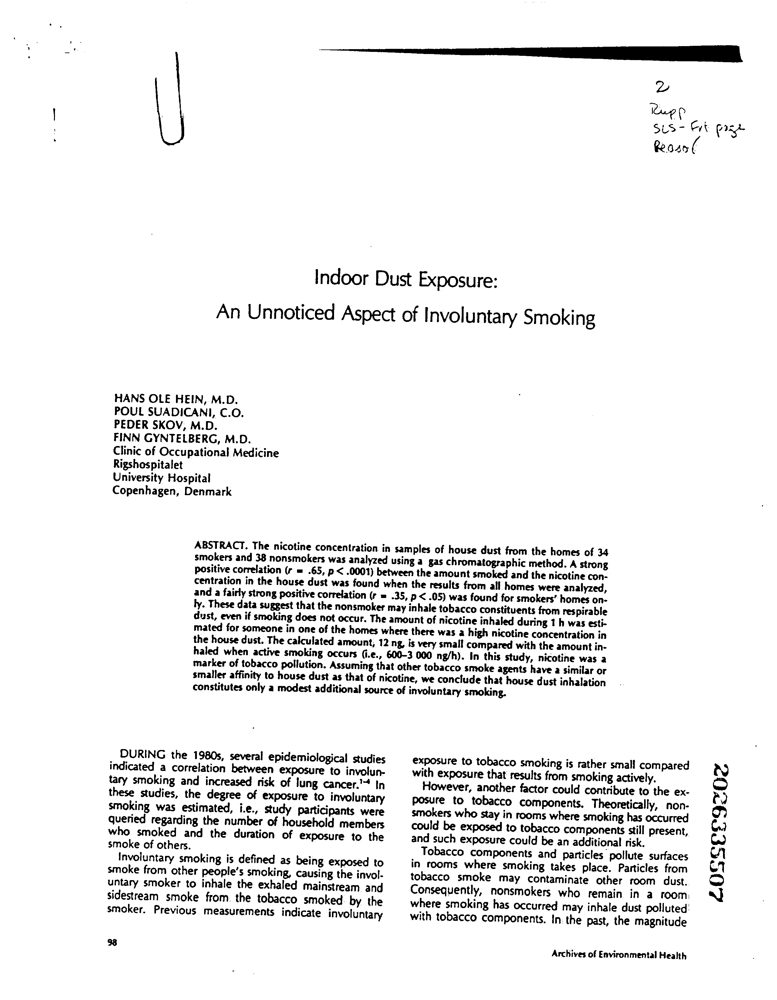 2
Rupp
Indoor Dust Exposure:
An Unnoticed Aspect of Involuntary Smoking
HANS OLE HEIN, M.D.
POUL SUADICANI, C.O.
PEDER SKOV, M.D.
FINN GYNTELBERG, M.D.
Clinic of Occupational Medicine
Rigshospitalet
University Hospital
Copenhagen, Denmark
ABSTRACT. The nicotine concentration in samples of house dust from the homes of 34
smokers and 38 nonsmokers was analyzed using a gas chromatographic method. A strong
positive correlation (r = .65, p < .0001) between the amount smoked and the nicotine con-
centration in the house dust was found when the results from all homes were analyzed,
and a fairly strong positive correlation (r = .35, p < .05) was found for smokers' homes on-
ly. These data suggest that the nonsmoker may inhale tobacco constituents from respirable
dust, even if smoking does not occur. The amount of nicotine inhaled during 1 h was esti-
mated for someone in one of the homes where there was a high nicotine concentration in
the house dust. The calculated amount, 12 ng, is very small compared with the amount in-
haled when active smoking occurs (i.e., 600–3 000 ng/h). In this study, nicotine was a
marker of tobacco pollution. Assuming that other tobacco smoke agents have a similar or
smaller affinity to house dust as that of nicotine, we conclude that house dust inhalation
constitutes only a modest additional source of involuntary smoking.
DURING the 1980s, several epidemiological studies
indicated a correlation between exposure to involun-
tary smoking and increased risk of lung cancer.¹⁻⁴ In
these studies, the degree of exposure to involuntary
smoking was estimated, i.e., study participants were
queried regarding the number of household members
who smoked and the duration of exposure to the
smoke of others.
Involuntary smoking is defined as being exposed to
smoke from other people's smoking, causing the invol-
untary smoker to inhale the exhaled mainstream and
sidestream smoke from the tobacco smoked by the
smoker. Previous measurements indicate involuntary
exposure to tobacco smoking is rather small compared
with exposure that results from smoking actively.
However, another factor could contribute to the ex-
posure to tobacco components. Theoretically, non-
smokers who stay in rooms where smoking has occurred
could be exposed to tobacco components still present,
and such exposure could be an additional risk.
Tobacco components and particles pollute surfaces
in rooms where smoking takes place. Particles from
tobacco smoke may contaminate other room dust.
Consequently, nonsmokers who remain in a room
where smoking has occurred may inhale dust polluted
with tobacco components. In the past, the magnitude
2026335507
98
Archives of Environmental Health